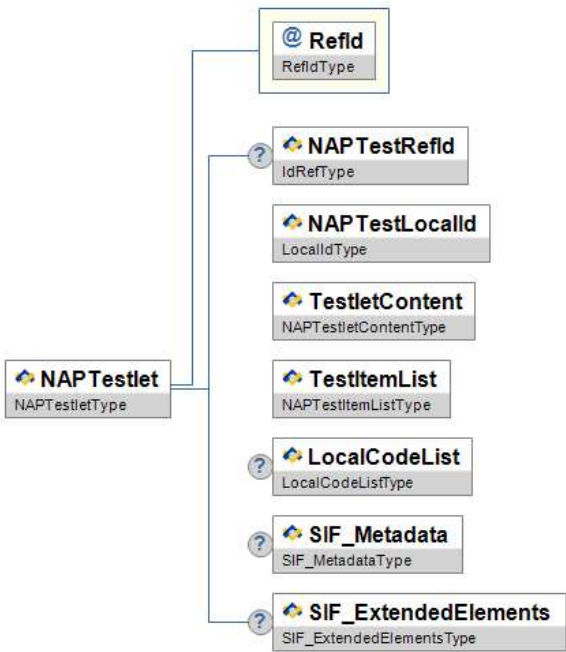 @ RefId
RefIdType
? NAPTestRefId
IdRefType
NAPTestLocalId
LocalIdType
TestletContent
NAPTestletContentType
NAPTestlet
NAPTestletType
TestItemList
NAPTestItemListType
? LocalCodeList
LocalCodeListType
? SIF_Metadata
SIF_MetadataType
? SIF_ExtendedElements
SIF_ExtendedElementsType